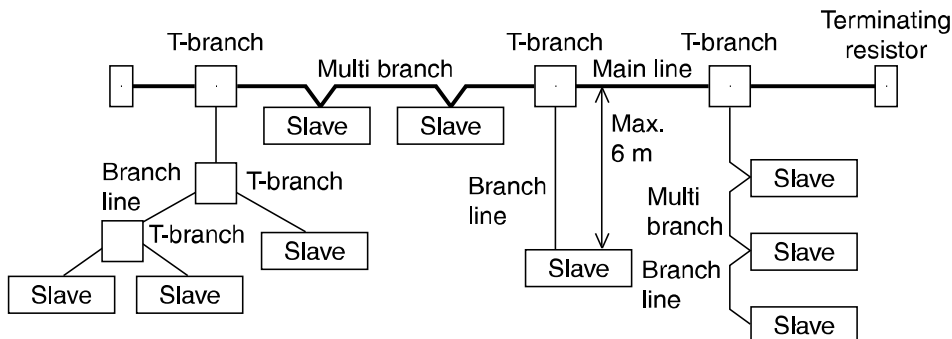 Terminating
resistor
T-branch
T-branch
T-branch
Multi branch
Main line
Slave
Slave
Max.
6 m
Branch
line
T-branch
T-branch
Slave
Slave
Slave
Branch
line
Slave
Multi
branch
Branch
line
Slave
Slave
Slave